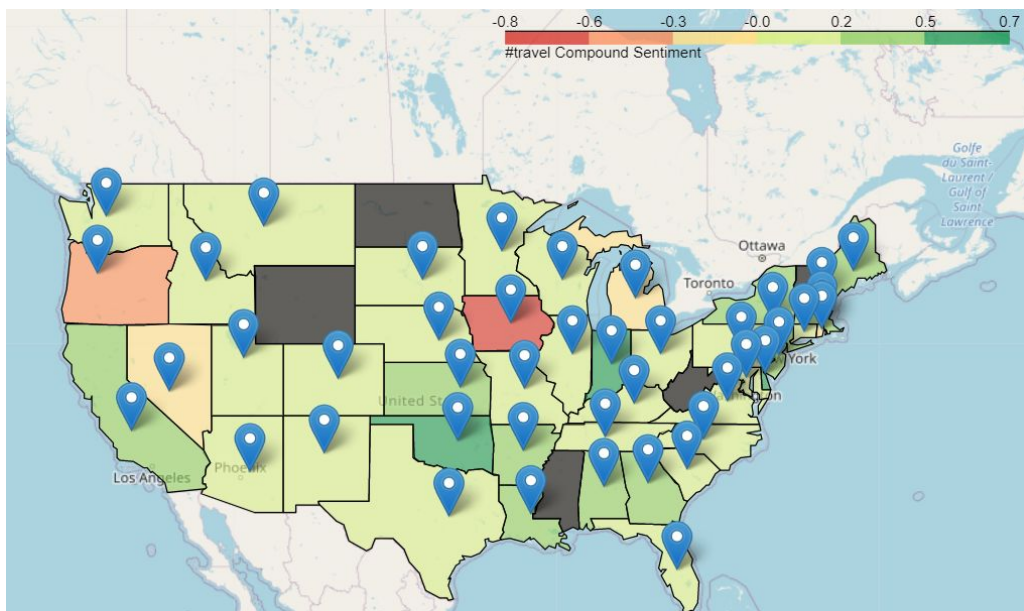 -0.8 -0.6 -0.3 -0.0 0.2 0.5 0.7
#travel Compound Sentiment
Golfe
du Saint-
Laurent /
Gulf of
Saint
Lawrence
Ottawa
Toronto
York
United
Los Angeles
Phoenix